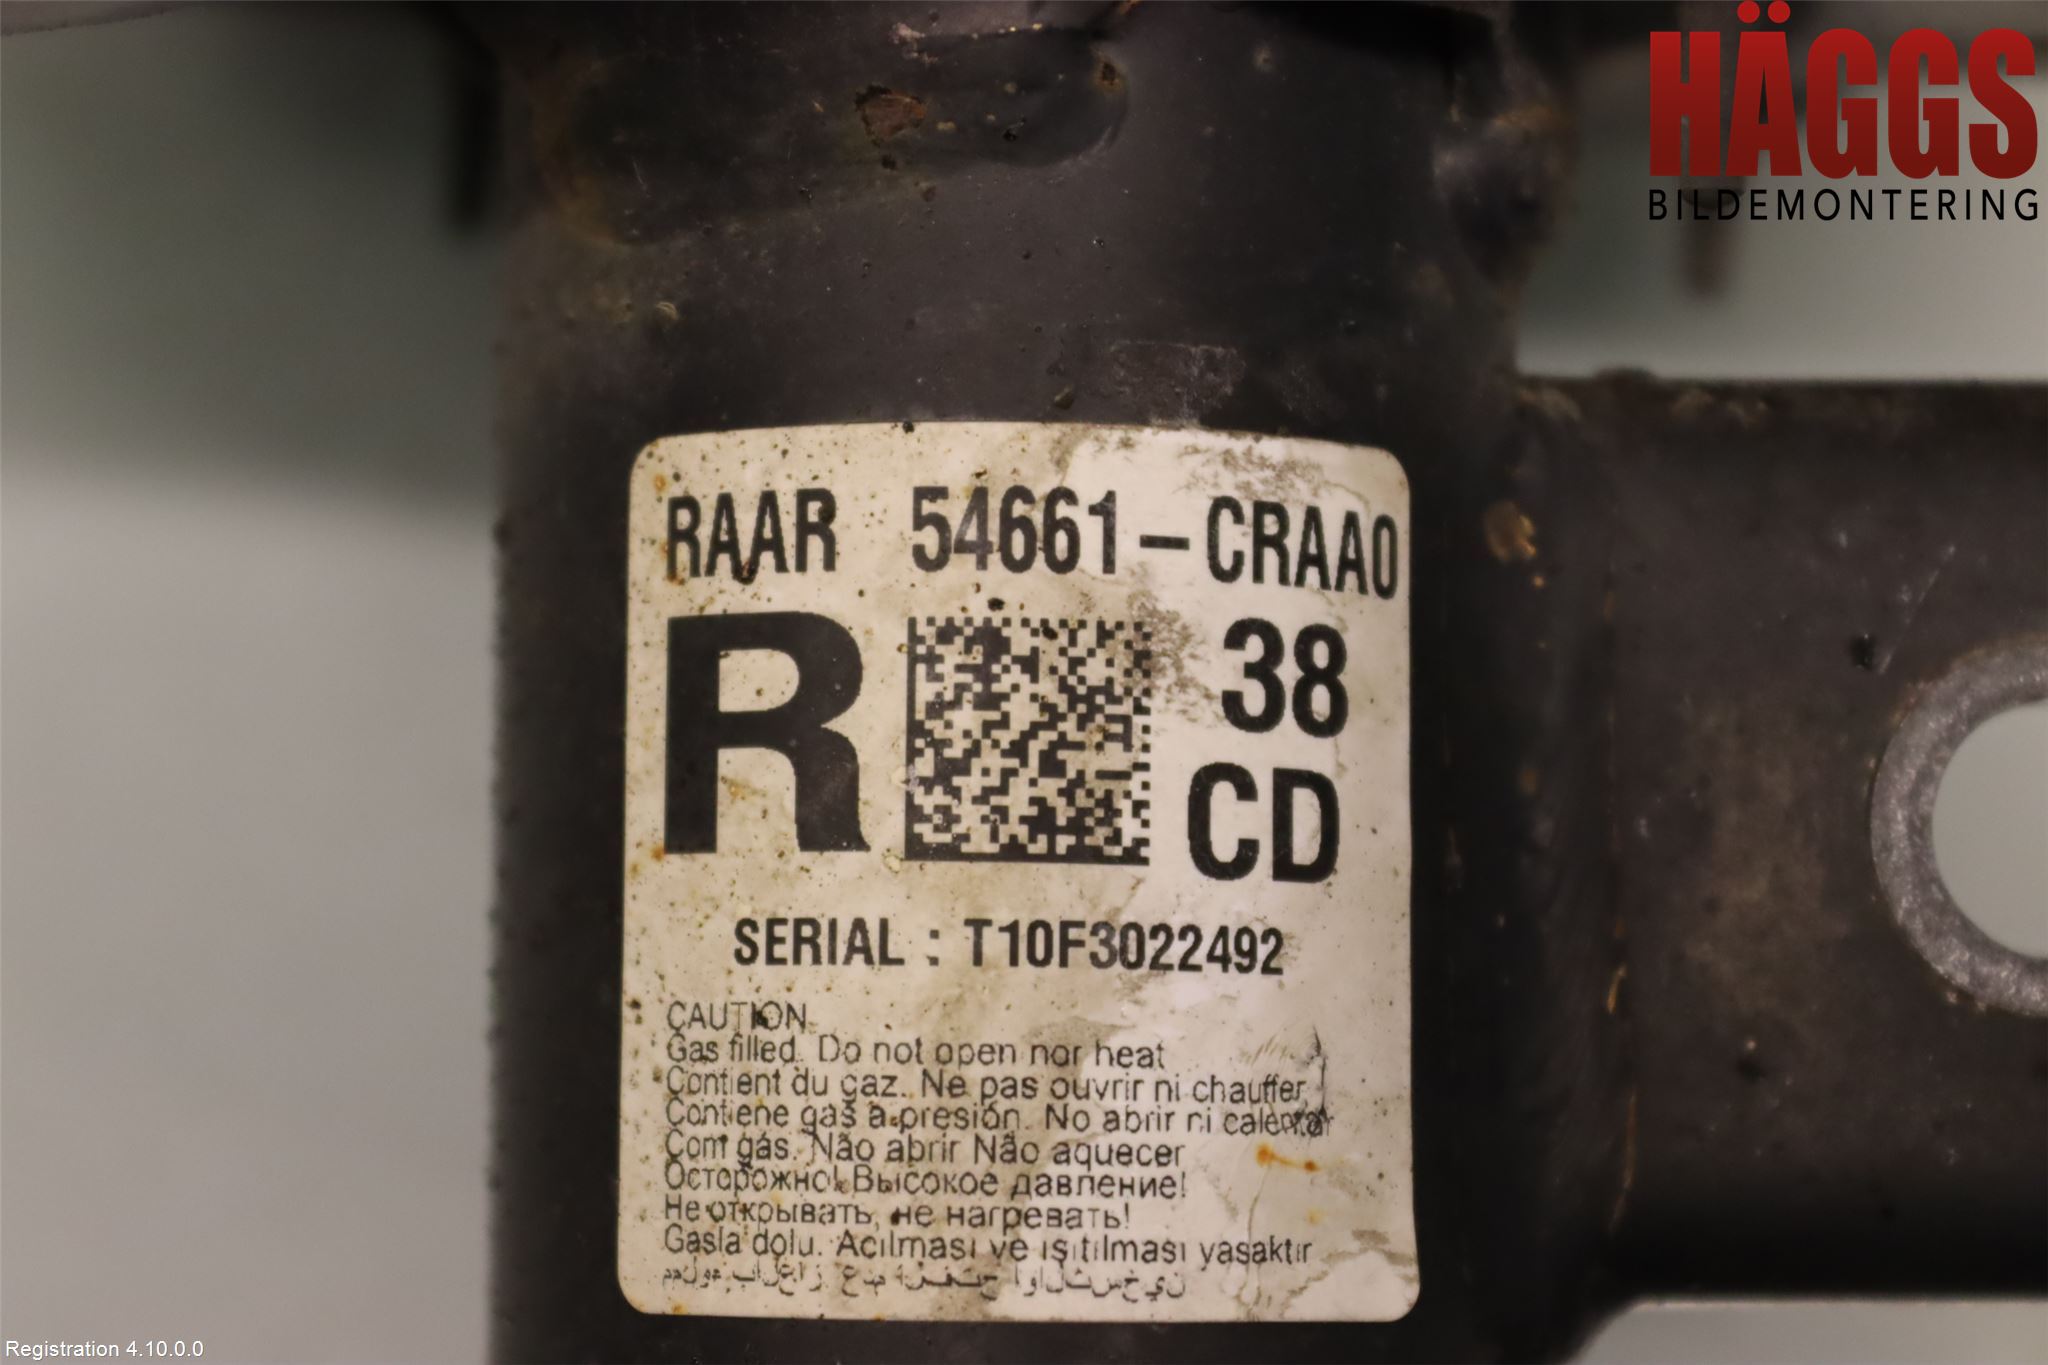 HÄGGS
BILDEMONTERING
RAAR 54661-CRAA0
R
38
CD
SERIAL : T10F3022492
CAUTION
Gas filled. Do not open nor heat
Contient du gaz. Ne pas ouvrir ni chauffer
Contiene gas a presión. No abrir ni calentar
Com gás. Não abrir Não aquecer
Осторожно! Высокое давление!
Не открывать, не нагревать!
Gasla dolu. Acılması ve ısıtılması yasaktır
Registration 4.10.0.0